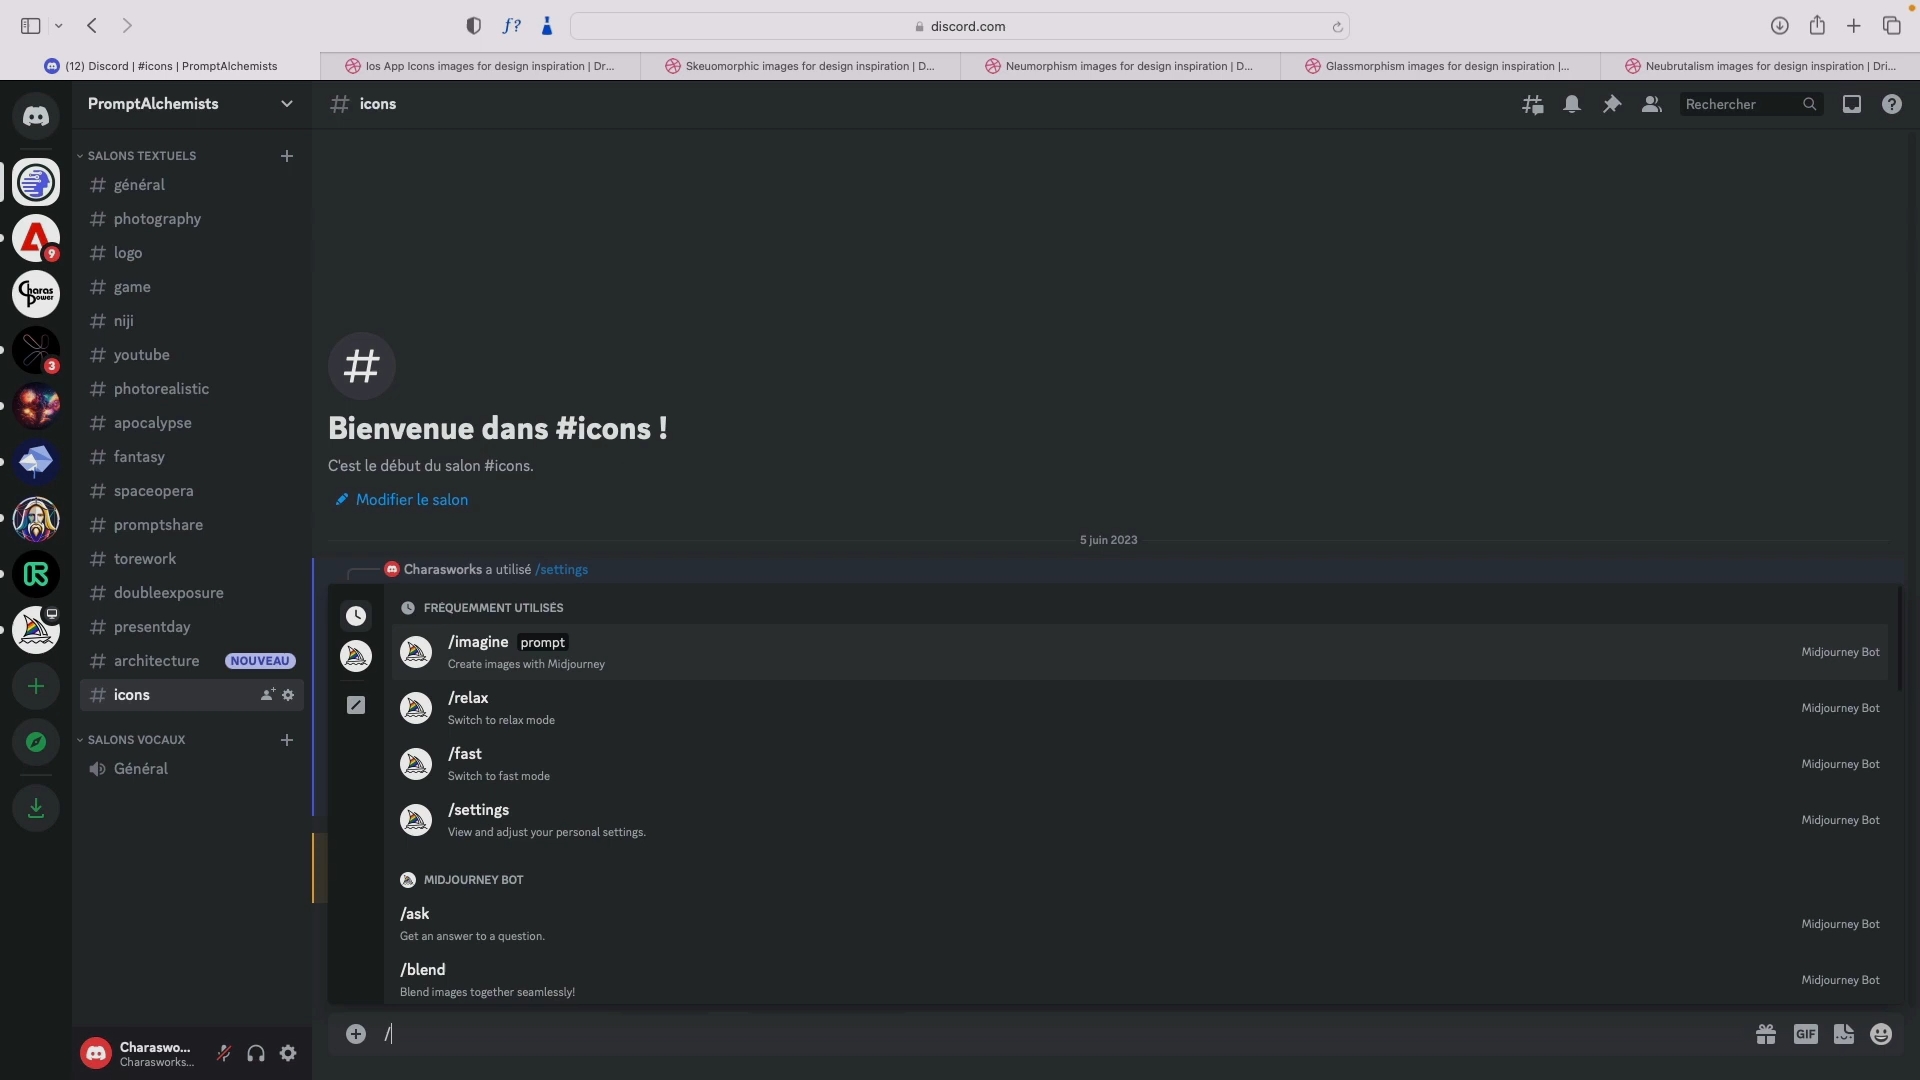 discord.com
(12) Discord | #icons | PromptAlchemists
Ios App Icons images for design inspiration | Dr...
Skeuomorphic images for design inspiration | D...
Neumorphism images for design inspiration | D...
Glassmorphism images for design inspiration |...
Neubrutalism images for design inspiration | Dri...
PromptAlchemists
icons
Rechercher
SALONS TEXTUELS
général
photography
logo
game
niji
youtube
photorealistic
apocalypse
fantasy
spaceopera
promptshare
torework
doubleexposure
presentday
architecture NOUVEAU
icons
SALONS VOCAUX
Général
9
Charas Power
3
Bienvenue dans #icons !
C'est le début du salon #icons.
Modifier le salon
5 juin 2023
Charasworks a utilisé /settings
FRÉQUEMMENT UTILISÉS
/imagine prompt
Create images with Midjourney
Midjourney Bot
/relax
Switch to relax mode
Midjourney Bot
/fast
Switch to fast mode
Midjourney Bot
/settings
View and adjust your personal settings.
Midjourney Bot
MIDJOURNEY BOT
/ask
Get an answer to a question.
Midjourney Bot
/blend
Blend images together seamlessly!
Midjourney Bot
/
GIF
Charaswo...
Charasworks...